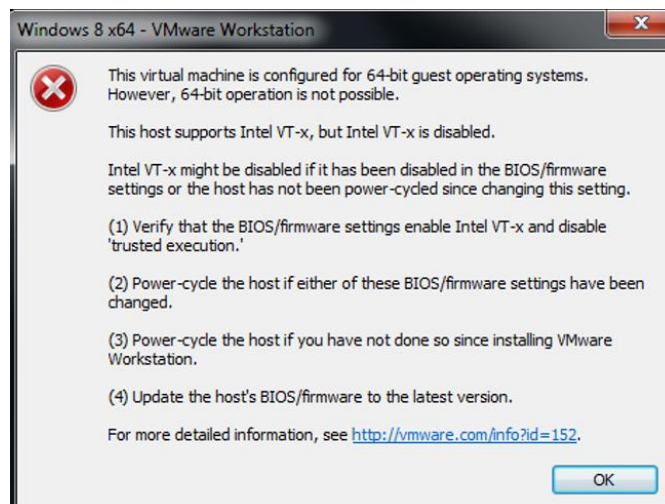 Windows 8 x64 - VMware Workstation
This virtual machine is configured for 64-bit guest operating systems.
However, 64-bit operation is not possible.
This host supports Intel VT-x, but Intel VT-x is disabled.
Intel VT-x might be disabled if it has been disabled in the BIOS/firmware
settings or the host has not been power-cycled since changing this setting.
(1) Verify that the BIOS/firmware settings enable Intel VT-x and disable
'trusted execution.'
(2) Power-cycle the host if either of these BIOS/firmware settings have been
changed.
(3) Power-cycle the host if you have not done so since installing VMware
Workstation.
(4) Update the host's BIOS/firmware to the latest version.
For more detailed information, see http://vmware.com/info?id=152.
OK